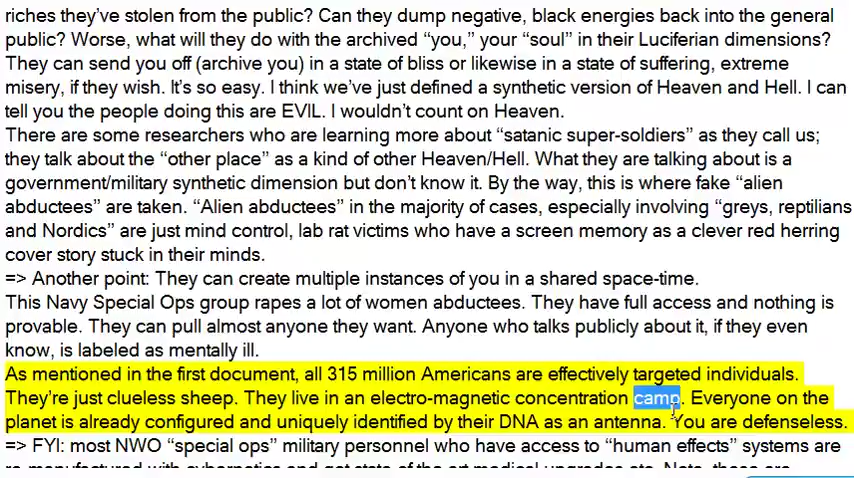 riches they’ve stolen from the public? Can they dump negative, black energies back into the general
public? Worse, what will they do with the archived “you,” your “soul” in their Luciferian dimensions?
They can send you off (archive you) in a state of bliss or likewise in a state of suffering, extreme
misery, if they wish. It’s so easy. I think we’ve just defined a synthetic version of Heaven and Hell. I can
tell you the people doing this are EVIL. I wouldn’t count on Heaven.
There are some researchers who are learning more about “satanic super-soldiers” as they call us;
they talk about the “other place” as a kind of other Heaven/Hell. What they are talking about is a
government/military synthetic dimension but don’t know it. By the way, this is where fake “alien
abductees” are taken. “Alien abductees” in the majority of cases, especially involving “greys, reptilians
and Nordics” are just mind control, lab rat victims who have a screen memory as a clever red herring
cover story stuck in their minds.
=> Another point: They can create multiple instances of you in a shared space-time.
This Navy Special Ops group rapes a lot of women abductees. They have full access and nothing is
provable. They can pull almost anyone they want. Anyone who talks publicly about it, if they even
know, is labeled as mentally ill.
As mentioned in the first document, all 315 million Americans are effectively targeted individuals.
They’re just clueless sheep. They live in an electro-magnetic concentration camp. Everyone on the
planet is already configured and uniquely identified by their DNA as an antenna. You are defenseless.
=> FYI: most NWO “special ops” military personnel who have access to “human effects” systems are